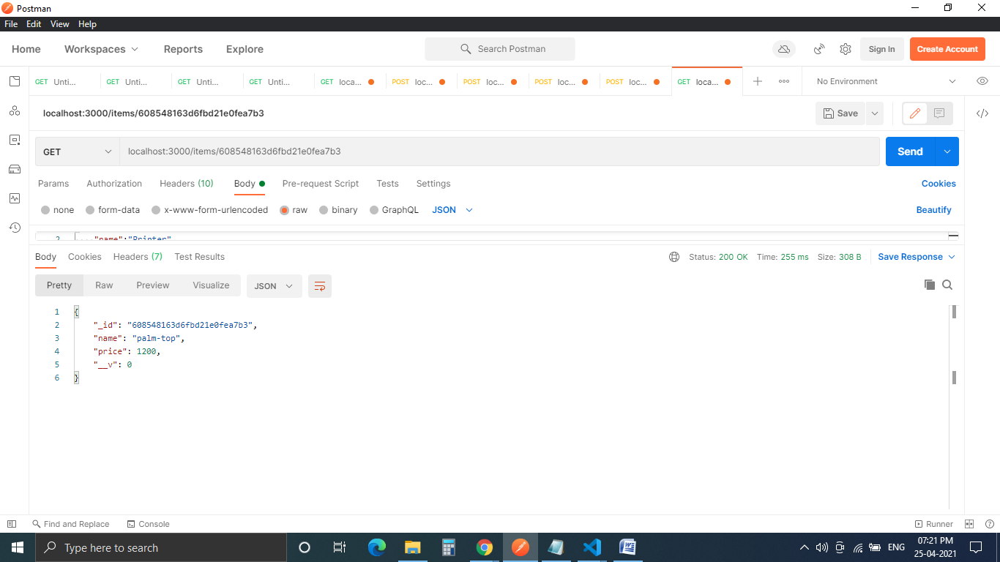 Postman
File Edit View Help
Home Workspaces Reports Explore Search Postman Sign In Create Account
GET Unti... GET Unti... GET Unti... GET Unti... GET loca... POST loc... POST loc... POST loc... POST loc... GET loca... No Environment
localhost:3000/items/608548163d6fbd21e0fea7b3 Save
GET localhost:3000/items/608548163d6fbd21e0fea7b3 Send
Params Authorization Headers (10) Body Pre-request Script Tests Settings Cookies
none form-data x-www-form-urlencoded raw binary GraphQL JSON Beautify
2 "name":"Printer"
Body Cookies Headers (7) Test Results Status: 200 OK Time: 255 ms Size: 308 B Save Response
Pretty Raw Preview Visualize JSON
1 {
2 "_id": "608548163d6fbd21e0fea7b3",
3 "name": "palm-top",
4 "price": 1200,
5 "__v": 0
6 }
Find and Replace Console Runner
Type here to search ENG 07:21 PM
25-04-2021